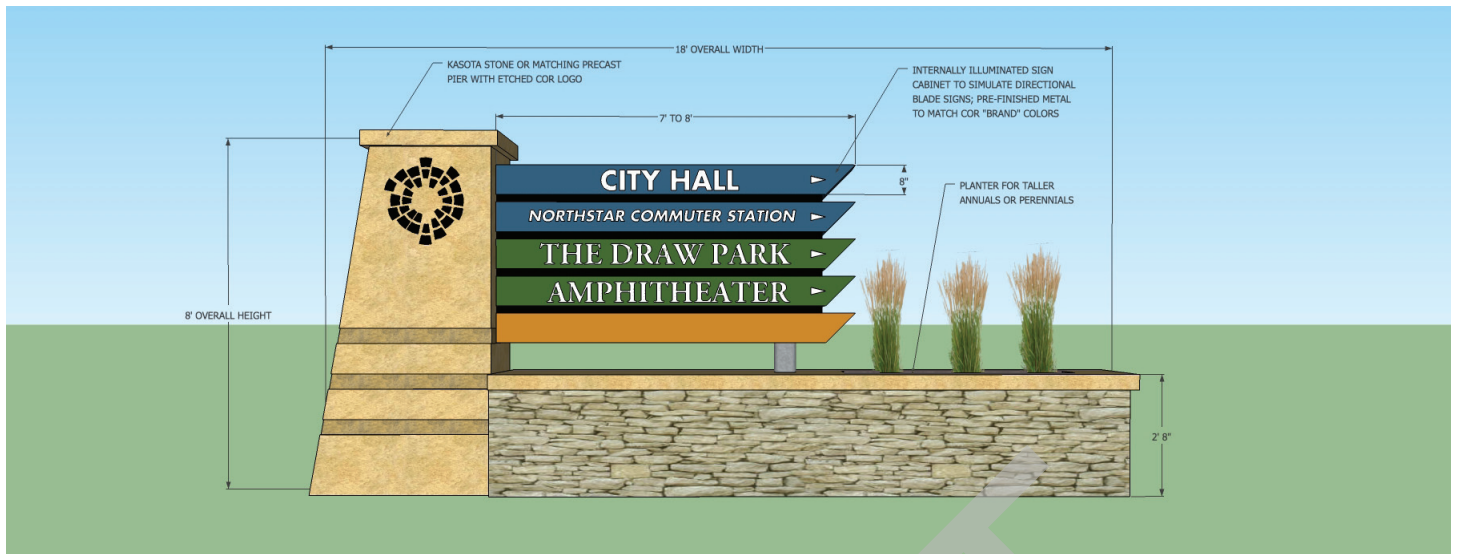 18' OVERALL WIDTH
KASOTA STONE OR MATCHING PRECAST
PIER WITH ETCHED COR LOGO
INTERNALLY ILLUMINATED SIGN
CABINET TO SIMULATE DIRECTIONAL
BLADE SIGNS; PRE-FINISHED METAL
TO MATCH COR "BRAND" COLORS
7' TO 8'
CITY HALL
8"
PLANTER FOR TALLER
ANNUALS OR PERENNIALS
NORTHSTAR COMMUTER STATION
THE DRAW PARK
AMPHITHEATER
8' OVERALL HEIGHT
2' 8"